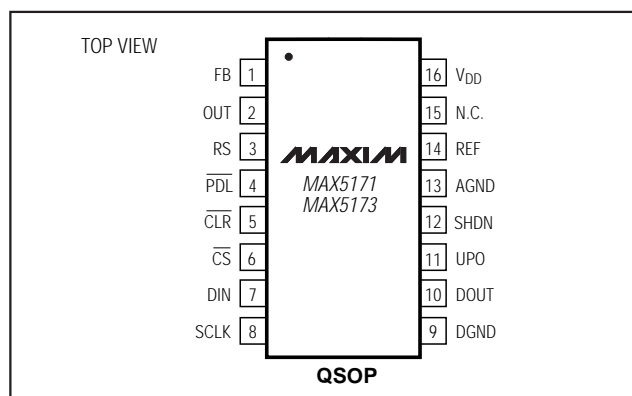 TOP VIEW
FB 1
OUT 2
RS 3
PDL 4
CLR 5
CS 6
DIN 7
SCLK 8
MAXIM
MAX5171
MAX5173
16 VDD
15 N.C.
14 REF
13 AGND
12 SHDN
11 UPO
10 DOUT
9 DGND
QSOP